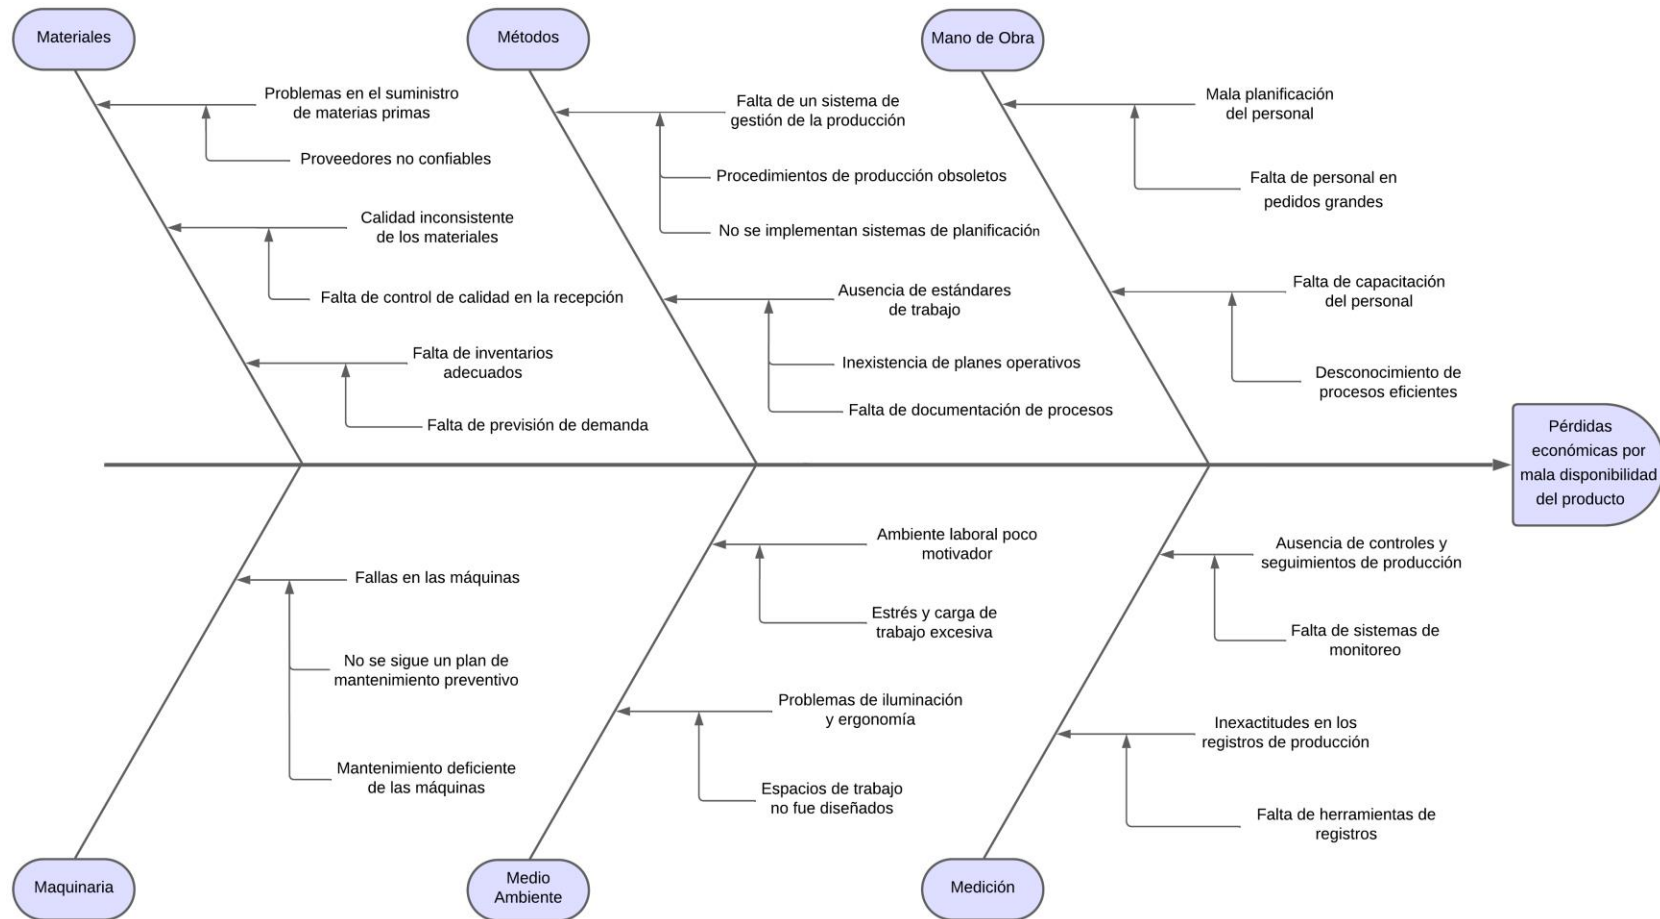 Materiales
Métodos
Mano de Obra
Problemas en el suministro
de materias primas
Proveedores no confiables
Calidad inconsistente
de los materiales
Falta de control de calidad en la recepción
Falta de inventarios
adecuados
Falta de previsión de demanda
Falta de un sistema de
gestión de la producción
Procedimientos de producción obsoletos
No se implementan sistemas de planificación
Ausencia de estándares
de trabajo
Inexistencia de planes operativos
Falta de documentación de procesos
Mala planificación
del personal
Falta de personal en
pedidos grandes
Falta de capacitación
del personal
Desconocimiento de
procesos eficientes
Pérdidas
económicas por
mala disponibilidad
del producto
Fallas en las máquinas
No se sigue un plan de
mantenimiento preventivo
Mantenimiento deficiente
de las máquinas
Ambiente laboral poco
motivador
Estrés y carga de
trabajo excesiva
Problemas de iluminación
y ergonomía
Espacios de trabajo
no fue diseñados
Ausencia de controles y
seguimientos de producción
Falta de sistemas de
monitoreo
Inexactitudes en los
registros de producción
Falta de herramientas de
registros
Maquinaria
Medio
Ambiente
Medición